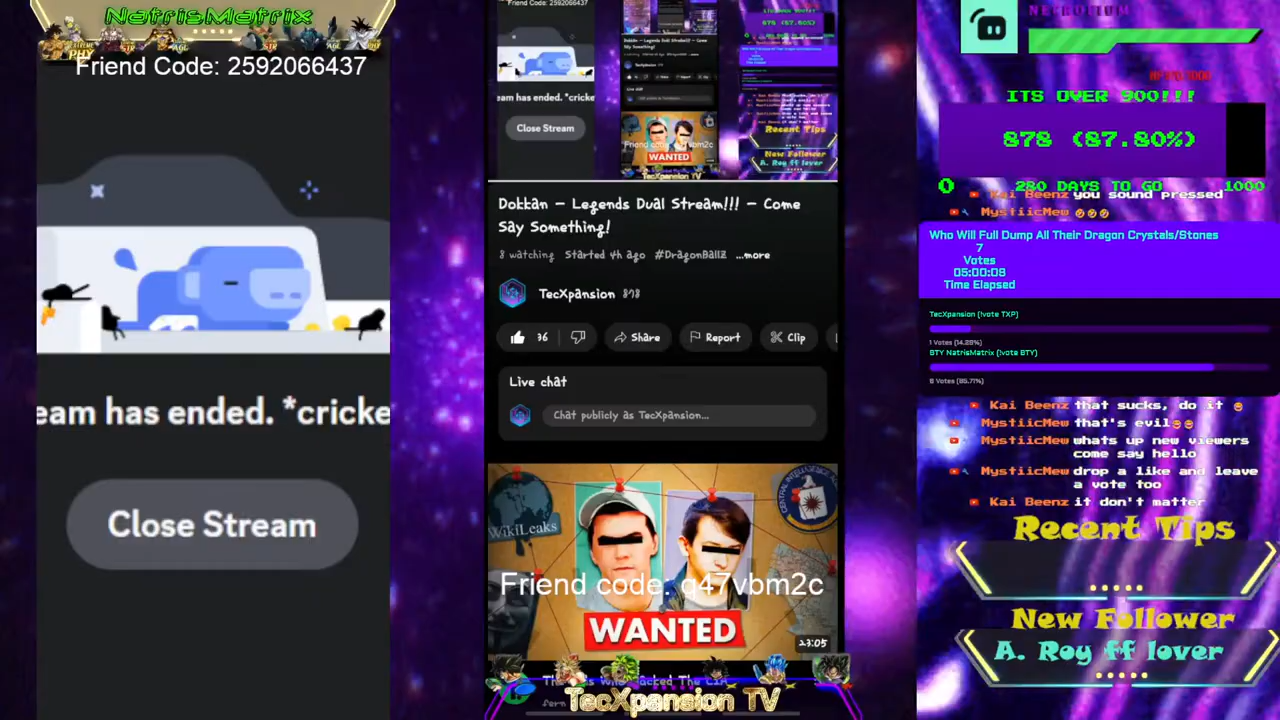 NatrisMatrix
Friend Code: 2592066437
eam has ended. *cricke
Close Stream
eam has ended. *cricke
Close Stream
Friend code: q47vbm2c
WANTED
TecXpansion TV
Recent Tips
New Follower
A. Roy ff lover
Dokkan - Legends Dual Stream!!! - Come
Say Something!
8 watching Started 4h ago #DragonBallZ ...more
TecXpansion 878
36
Share
Report
Clip
Live chat
Chat publicly as TecXpansion...
WikiLeaks
Friend code: q47vbm2c
WANTED
23:05
TecXpansion TV
ITS OVER 900!!!
878 (87.80%)
0 280 DAYS TO GO 1000
Kai Beenz you sound pressed
MystiicMew
Who Will Full Dump All Their Dragon Crystals/Stones
7
Votes
05:00:08
Time Elapsed
TecXpansion (!vote TXP)
1 Votes (14.29%)
BTY NatrisMatrix (!vote BTY)
6 Votes (85.71%)
Kai Beenz that sucks, do it
MystiicMew that's evil
MystiicMew whats up new viewers
come say hello
MystiicMew drop a like and leave
a vote too
Kai Beenz it don't matter
Recent Tips
New Follower
A. Roy ff lover